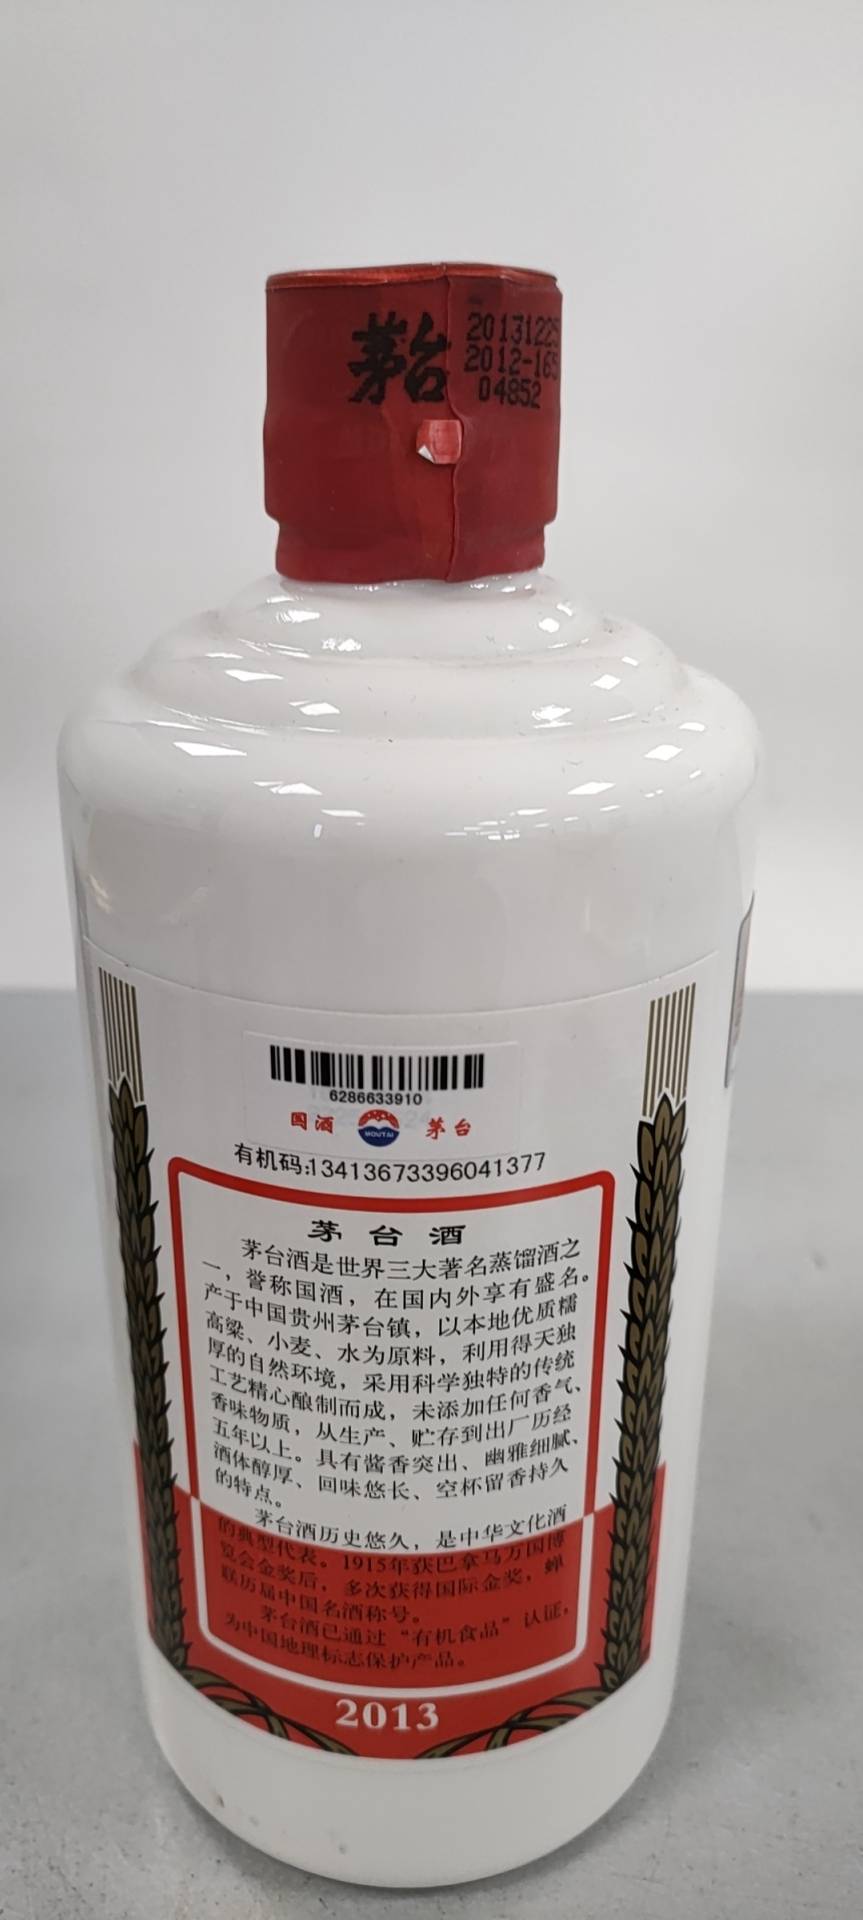 茅台
20131225
2012-165
04852
6286633910
国酒 MOUTAI 茅台
有机码:13413673396041377
茅台酒
茅台酒是世界三大著名蒸馏酒之
一，誉称国酒，在国内外享有盛名。
产于中国贵州茅台镇，以本地优质糯
高粱、小麦、水为原料，利用得天独
厚的自然环境，采用科学独特的传统
工艺精心酿制而成，未添加任何香气、
香味物质，从生产、贮存到出厂历经
五年以上。具有酱香突出、幽雅细腻、
酒体醇厚、回味悠长、空杯留香持久
的特点。
茅台酒历史悠久，是中华文化酒
的典型代表。1915年获巴拿马万国博
览会金奖后，多次获得国际金奖，蝉
联历届中国名酒称号。
茅台酒已通过“有机食品”认证，
为中国地理标志保护产品。
2013